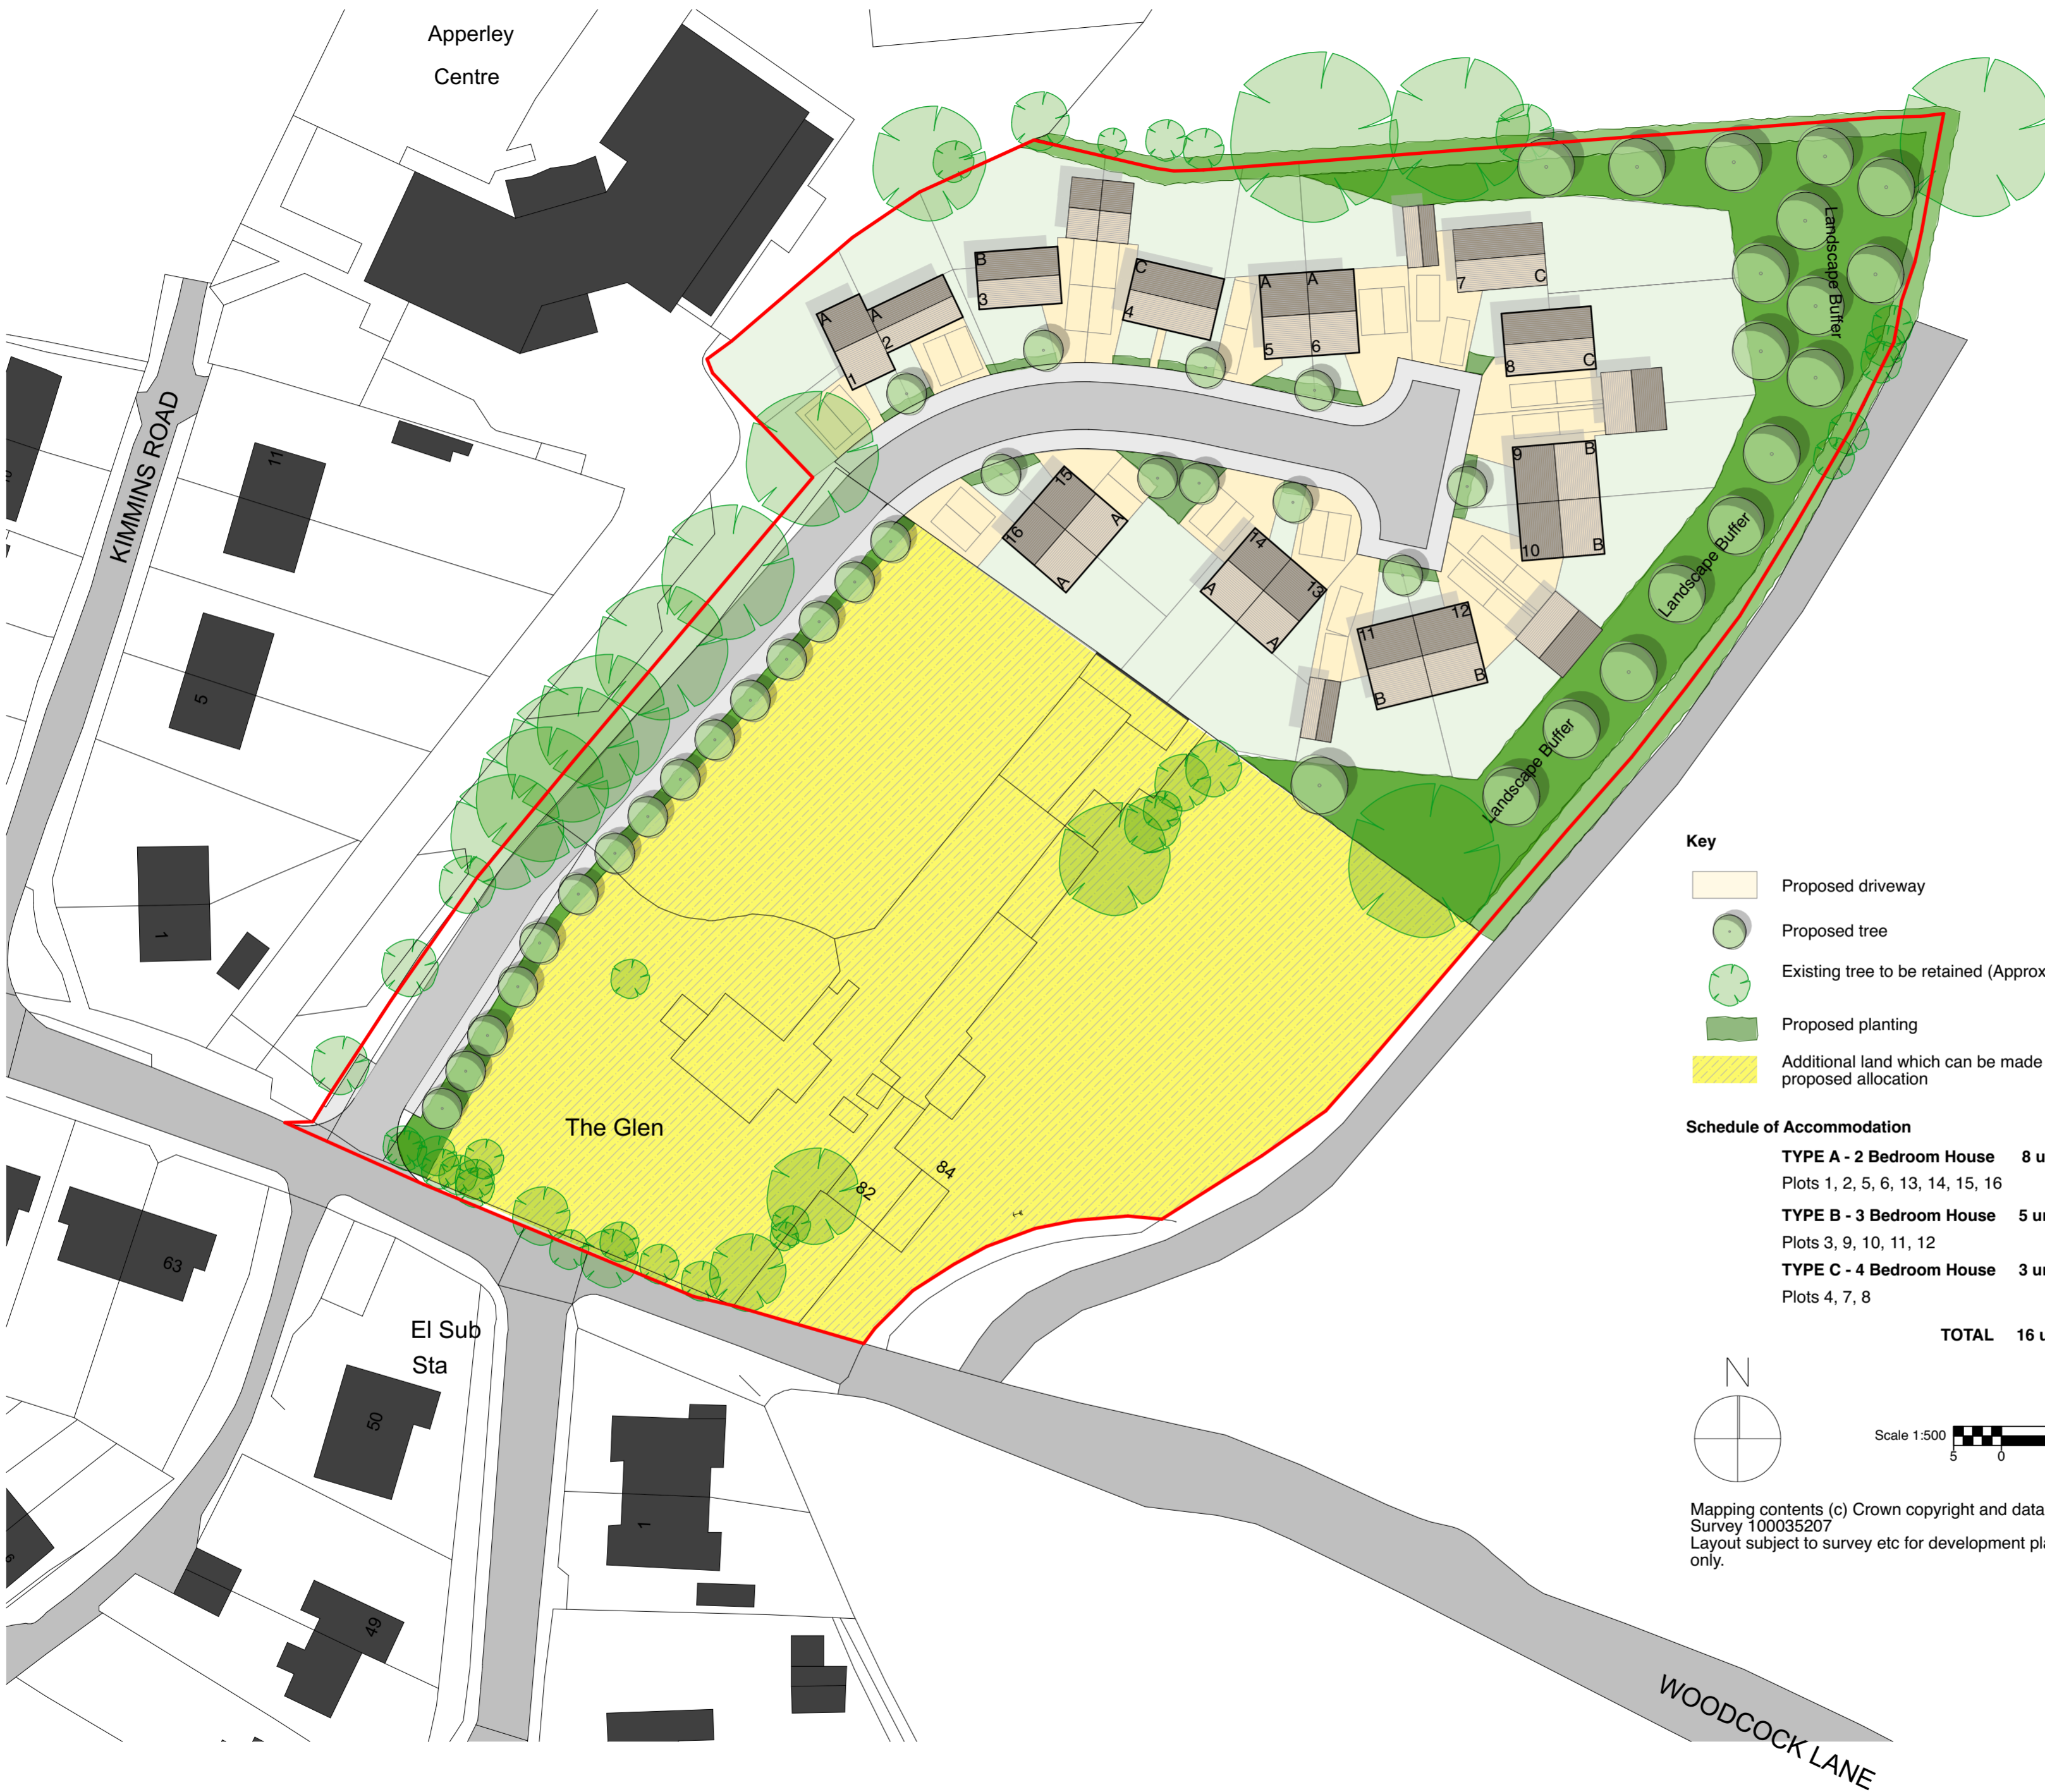 Apperley
Centre
KIMMINS ROAD
11
5
1
B
3
C
4
A
A
2
1
A
A
5
6
7
C
8
C
9
B
10
B
11
12
B
B
14
13
A
A
15
16
A
A
Landscape Buffer
Landscape Buffer
Landscape Buffer
The Glen
82
84
63
El Sub
Sta
50
49
1
WOODCOCK LANE
Key
Proposed driveway
Proposed tree
Existing tree to be retained (Approx
Proposed planting
Additional land which can be made
proposed allocation
Schedule of Accommodation
TYPE A - 2 Bedroom House 8 u
Plots 1, 2, 5, 6, 13, 14, 15, 16
TYPE B - 3 Bedroom House 5 u
Plots 3, 9, 10, 11, 12
TYPE C - 4 Bedroom House 3 u
Plots 4, 7, 8
TOTAL 16 u
N
Scale 1:500
5 0
Mapping contents (c) Crown copyright and data
Survey 100035207
Layout subject to survey etc for development pla
only.